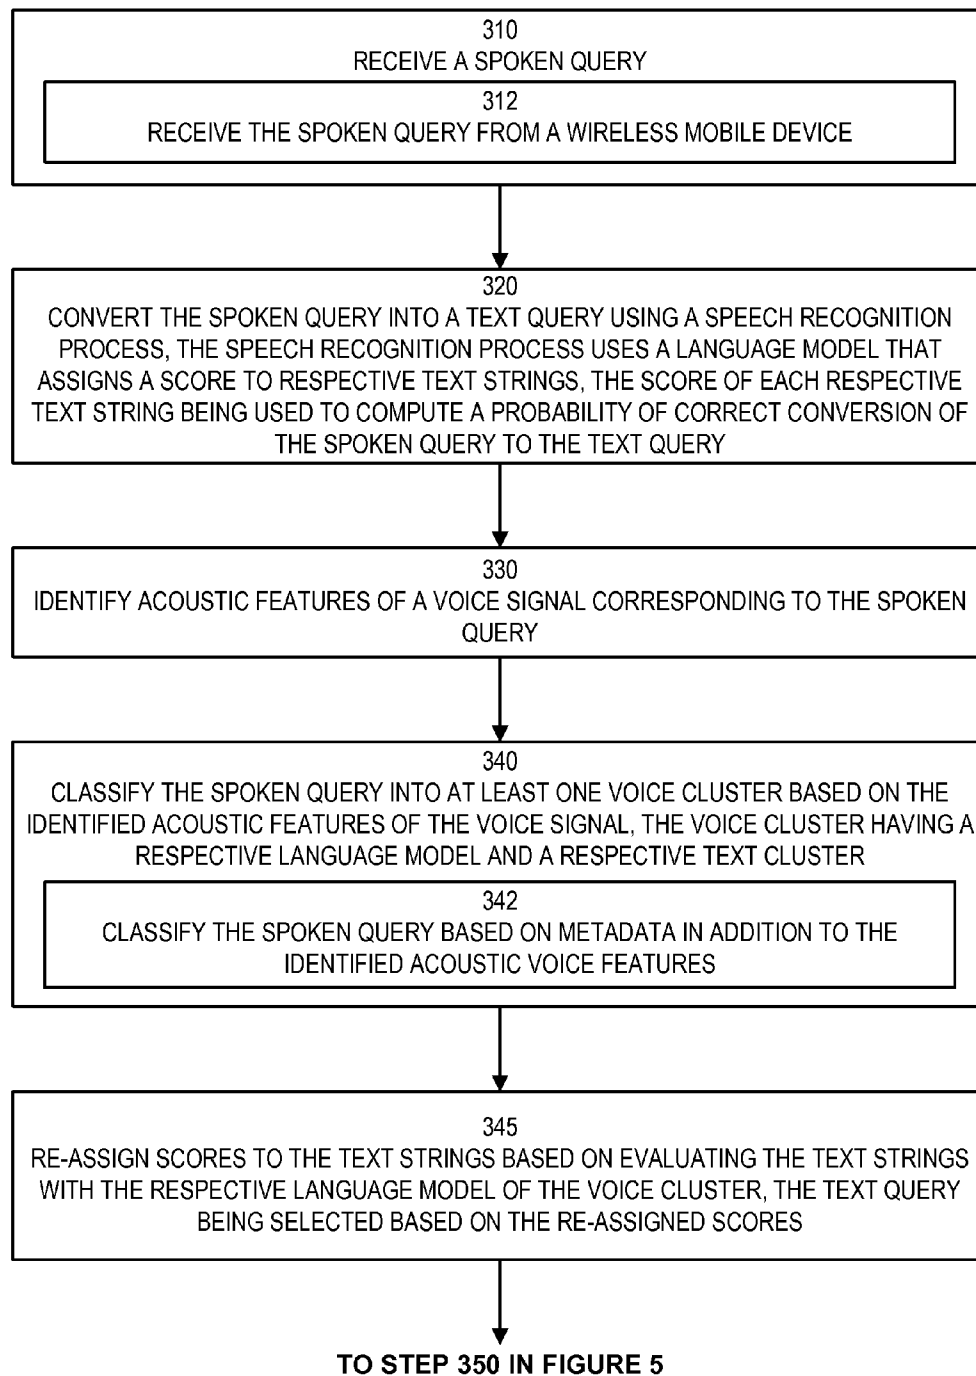 310
RECEIVE A SPOKEN QUERY
312
RECEIVE THE SPOKEN QUERY FROM A WIRELESS MOBILE DEVICE
320
CONVERT THE SPOKEN QUERY INTO A TEXT QUERY USING A SPEECH RECOGNITION
PROCESS, THE SPEECH RECOGNITION PROCESS USES A LANGUAGE MODEL THAT
ASSIGNS A SCORE TO RESPECTIVE TEXT STRINGS, THE SCORE OF EACH RESPECTIVE
TEXT STRING BEING USED TO COMPUTE A PROBABILITY OF CORRECT CONVERSION OF
THE SPOKEN QUERY TO THE TEXT QUERY
330
IDENTIFY ACOUSTIC FEATURES OF A VOICE SIGNAL CORRESPONDING TO THE SPOKEN
QUERY
340
CLASSIFY THE SPOKEN QUERY INTO AT LEAST ONE VOICE CLUSTER BASED ON THE
IDENTIFIED ACOUSTIC FEATURES OF THE VOICE SIGNAL, THE VOICE CLUSTER HAVING A
RESPECTIVE LANGUAGE MODEL AND A RESPECTIVE TEXT CLUSTER
342
CLASSIFY THE SPOKEN QUERY BASED ON METADATA IN ADDITION TO THE
IDENTIFIED ACOUSTIC VOICE FEATURES
345
RE-ASSIGN SCORES TO THE TEXT STRINGS BASED ON EVALUATING THE TEXT STRINGS
WITH THE RESPECTIVE LANGUAGE MODEL OF THE VOICE CLUSTER, THE TEXT QUERY
BEING SELECTED BASED ON THE RE-ASSIGNED SCORES
TO STEP 350 IN FIGURE 5